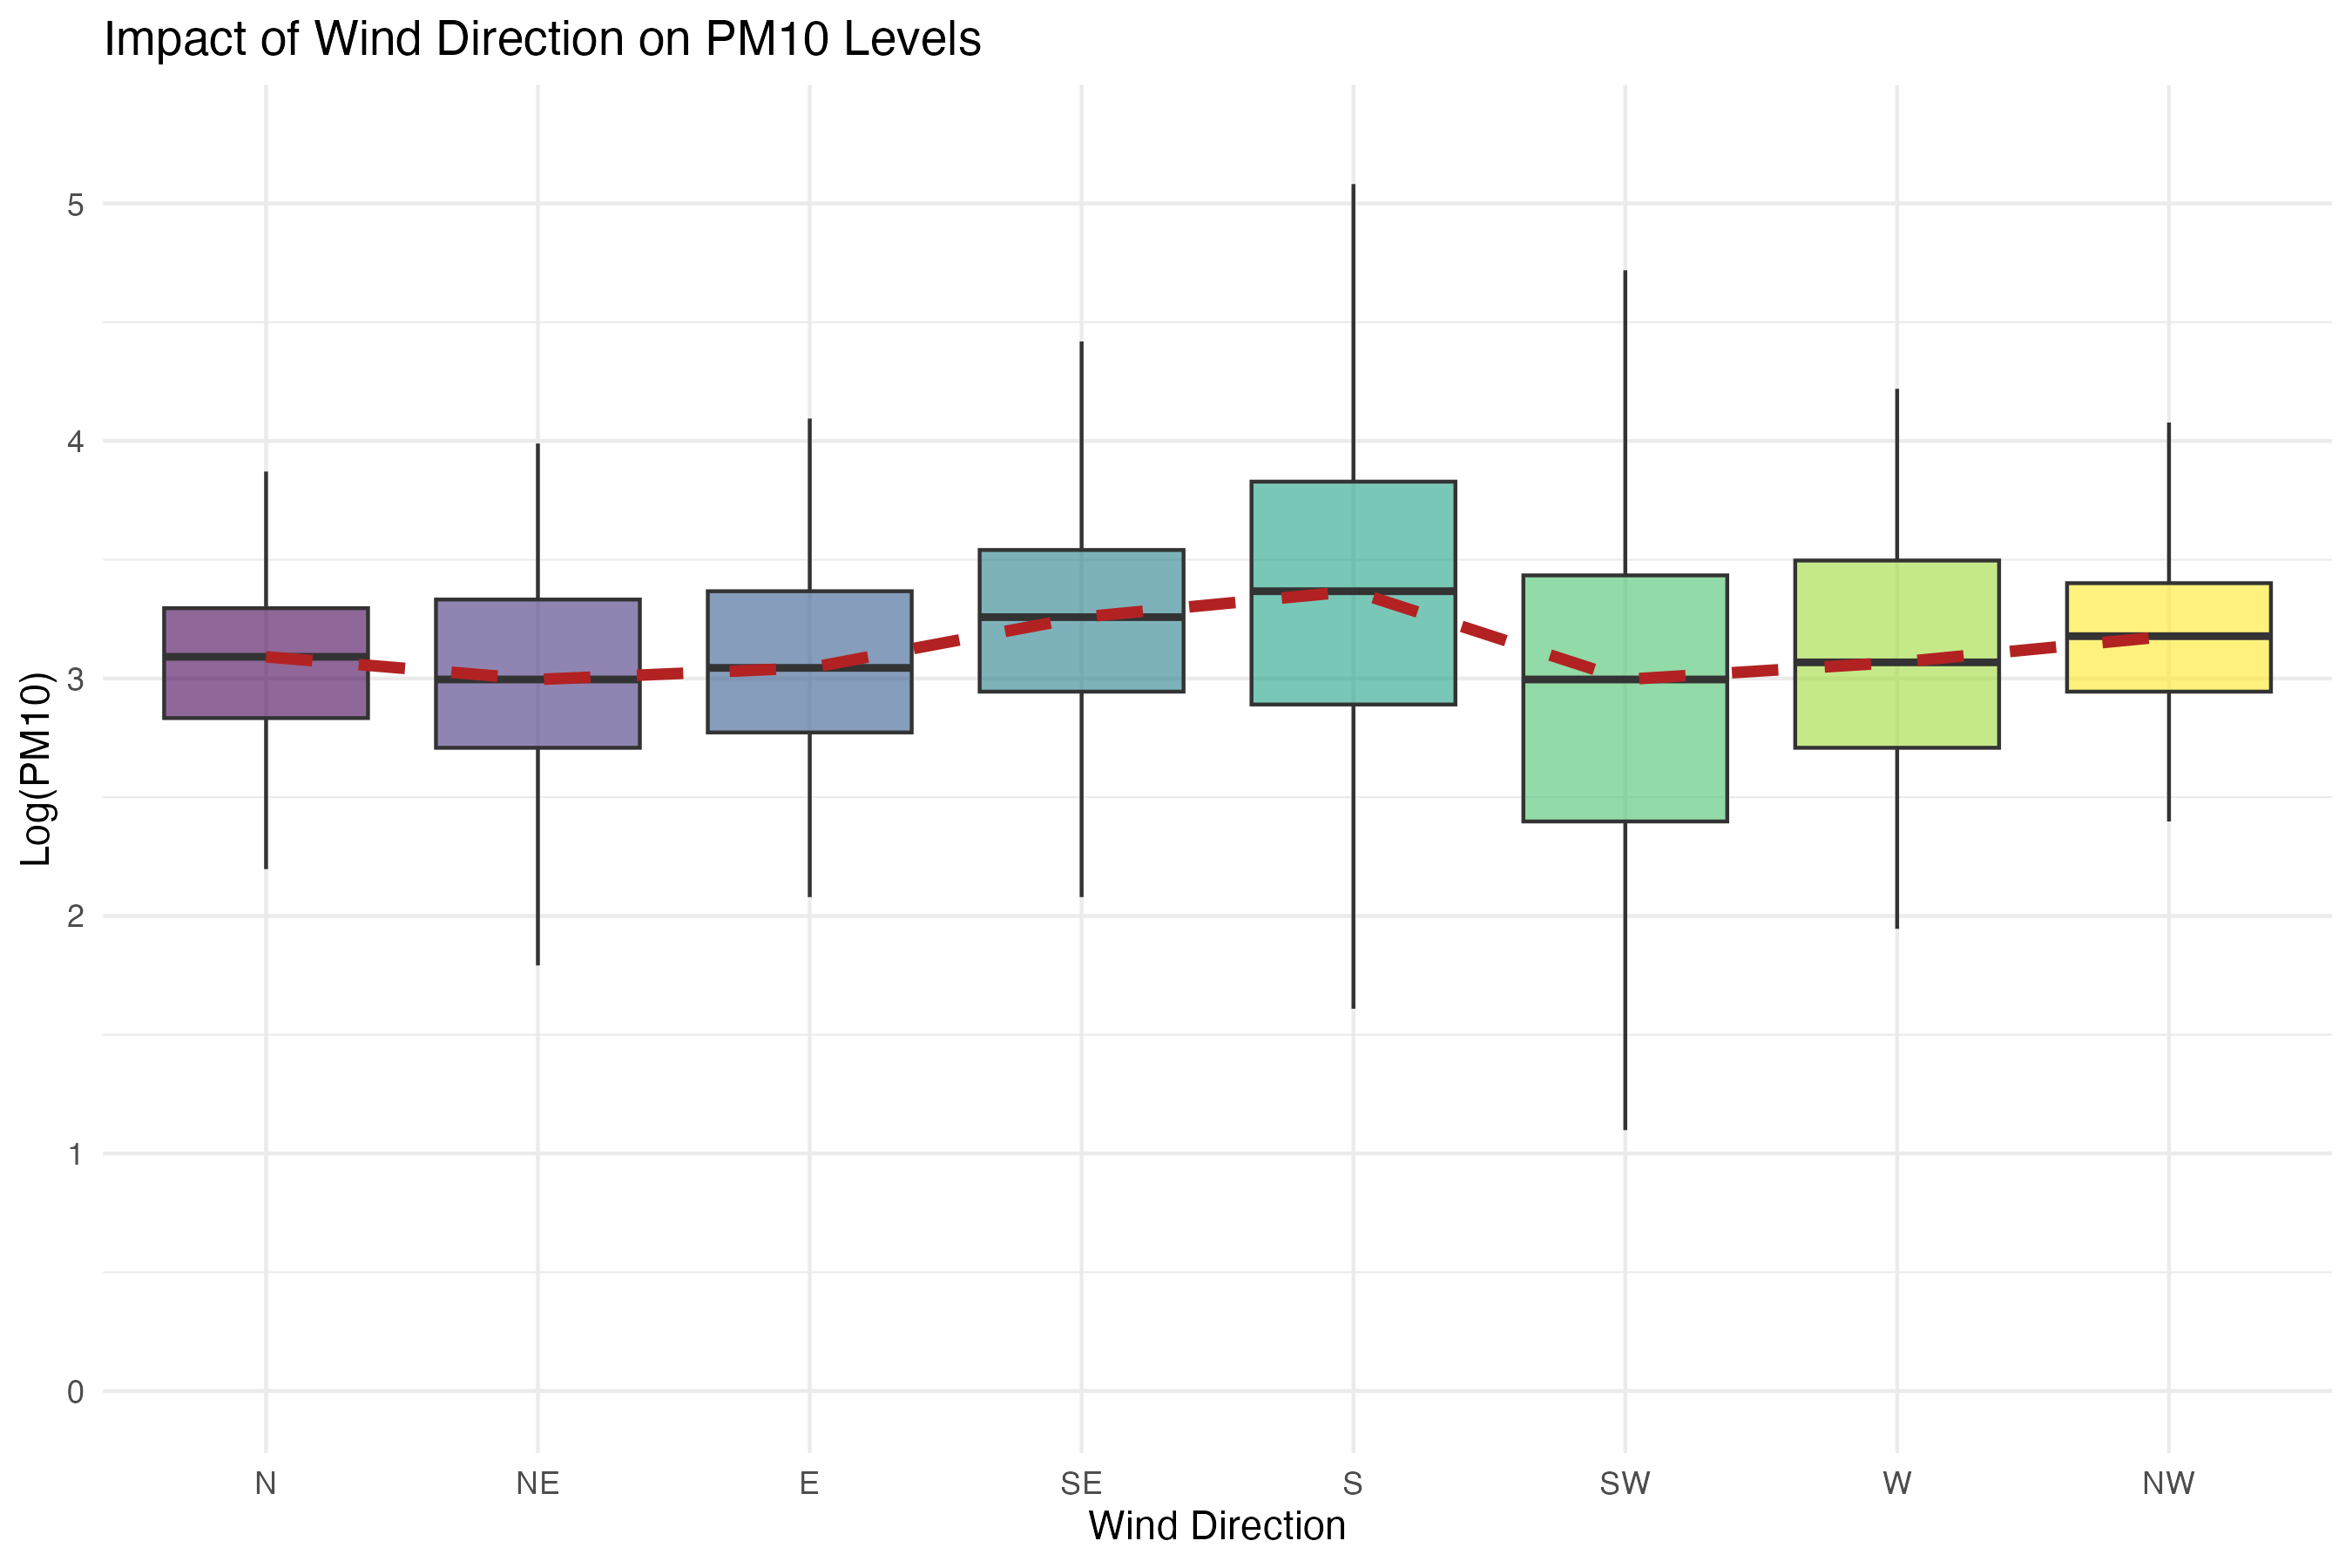 Impact of Wind Direction on PM10 Levels
Log(PM10)
5
4
3
2
1
0
N NE E SE S SW W NW
Wind Direction